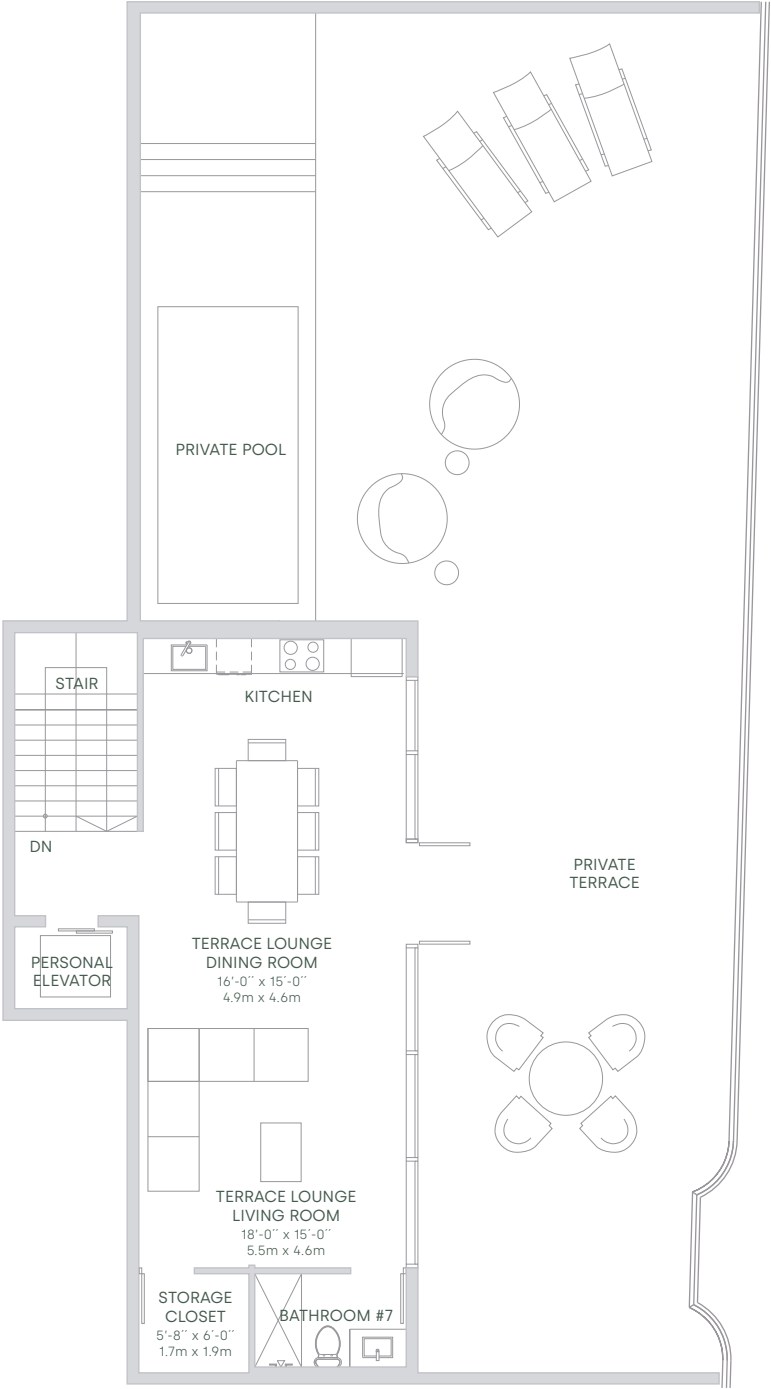 PRIVATE POOL
STAIR
KITCHEN
DN
PRIVATE
TERRACE
TERRACE LOUNGE
DINING ROOM
16'-0´´ x 15´-0´´
4.9m x 4.6m
PERSONAL
ELEVATOR
TERRACE LOUNGE
LIVING ROOM
18'-0´´ x 15´-0´´
5.5m x 4.6m
STORAGE
CLOSET
5'-8´´ x 6´-0´´
1.7m x 1.9m
BATHROOM #7